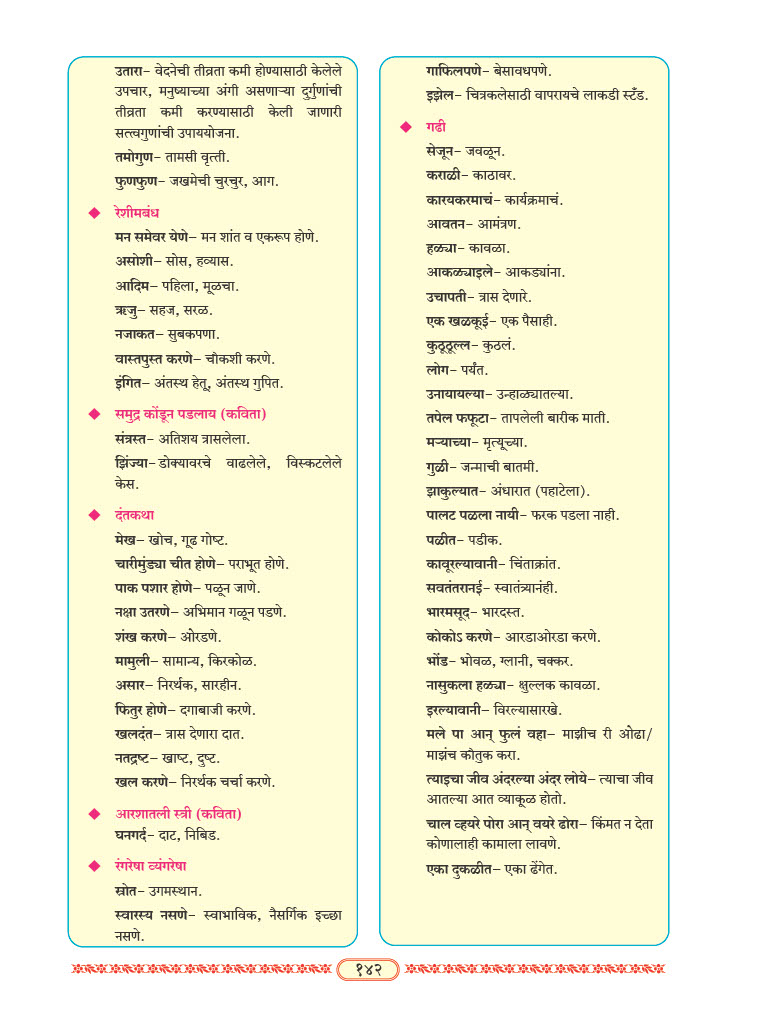 उतारा– वेदनेची तीव्रता कमी होण्यासाठी केलेले
उपचार, मनुष्याच्या अंगी असणाऱ्या दुर्गुणांची
तीव्रता कमी करण्यासाठी केली जाणारी
सत्त्वगुणांची उपाययोजना.
तमोगुण– तामसी वृत्ती.
फुणफुण– जखमेची चुरचुर, आग.
◆ रेशीमबंध
मन समेवर येणे– मन शांत व एकरूप होणे.
असोशी– सोस, हव्यास.
आदिम– पहिला, मूळचा.
ऋजु– सहज, सरळ.
नजाकत– सुबकपणा.
वास्तपुस्त करणे– चौकशी करणे.
इंगित– अंतस्थ हेतू, अंतस्थ गुपित.
◆ समुद्र कोंडून पडलाय (कविता)
संत्रस्त– अतिशय त्रासलेला.
झिंज्या– डोक्यावरचे वाढलेले, विस्कटलेले
केस.
◆ दंतकथा
मेख– खोच, गूढ गोष्ट.
चारीमुंड्या चीत होणे– पराभूत होणे.
पाक पशार होणे– पळून जाणे.
नक्षा उतरणे– अभिमान गळून पडणे.
शंख करणे– ओरडणे.
मामुली– सामान्य, किरकोळ.
असार– निरर्थक, सारहीन.
फितुर होणे– दगाबाजी करणे.
खलदंत– त्रास देणारा दात.
नतद्रष्ट– खाष्ट, दुष्ट.
खल करणे– निरर्थक चर्चा करणे.
◆ आरशातली स्त्री (कविता)
घनगर्द– दाट, निबिड.
◆ रंगरेषा व्यंगरेषा
स्रोत– उगमस्थान.
स्वारस्य नसणे– स्वाभाविक, नैसर्गिक इच्छा
नसणे.
गाफिलपणे– बेसावधपणे.
इझेल– चित्रकलेसाठी वापरायचे लाकडी स्टँड.
◆ गढी
सेजून– जवळून.
कराळी– काठावर.
कारयकरमाचं– कार्यक्रमाचं.
आवतन– आमंत्रण.
हळ्या– कावळा.
आकळ्याइले– आकड्यांना.
उचापती– त्रास देणारे.
एक खळकूई– एक पैसाही.
कुठूठूल्ल– कुठलं.
लोग– पर्यंत.
उनायायल्या– उन्हाळ्यातल्या.
तपेल फफूटा– तापलेली बारीक माती.
मऱ्याच्या– मृत्यूच्या.
गुळी– जन्माची बातमी.
झाकुल्यात– अंधारात (पहाटेला).
पालट पळला नायी– फरक पडला नाही.
पळीत– पडीक.
कावूरल्यावानी– चिंताक्रांत.
सवतंतरानई– स्वातंत्र्यानंही.
भारमसूद– भारदस्त.
कोकोऽ करणे– आरडाओरडा करणे.
भोंड– भोवळ, ग्लानी, चक्कर.
नासुकला हळ्या– क्षुल्लक कावळा.
इरल्यावानी– विरल्यासारखे.
मले पा आन् फुलं वहा– माझीच री ओढा/
माझंच कौतुक करा.
त्याइचा जीव अंदरल्या अंदर लोये– त्याचा जीव
आतल्या आत व्याकूळ होतो.
चाल व्हयरे पोरा आन् वयरे ढोरा– किंमत न देता
कोणालाही कामाला लावणे.
एका दुकळीत– एका ढेंगेत.
१४२